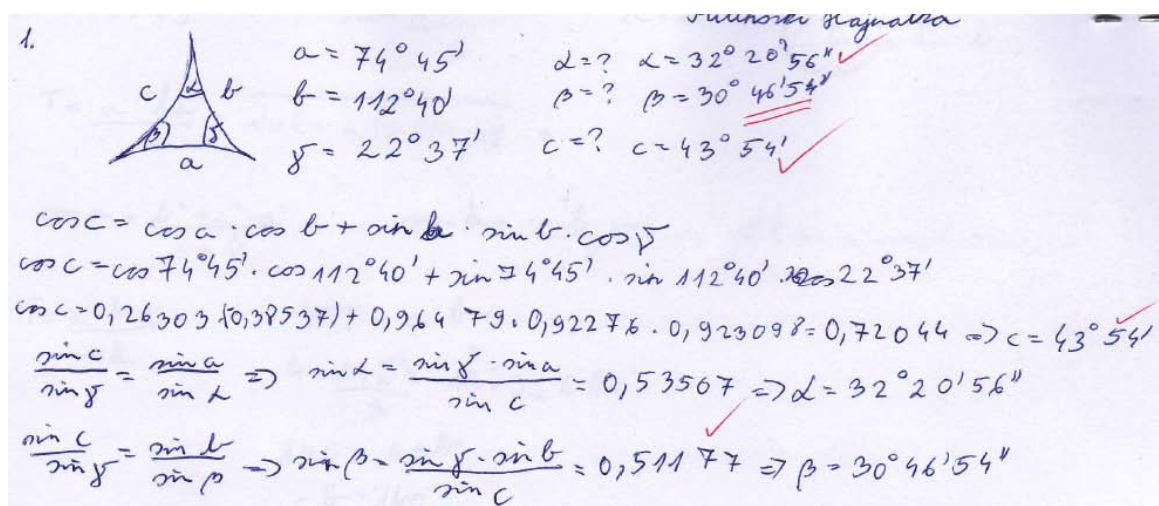 Hajnalka
1.
a = 74° 45' α = ? α = 32° 20' 56"
b = 112° 40' β = ? β = 30° 46' 54"
γ = 22° 37' c = ? c = 43° 54'
c α b
β γ
a
cos c = cos a · cos b + sin a · sin b · cos γ
cos c = cos 74° 45' · cos 112° 40' + sin 74° 45' · sin 112° 40' · cos 22° 37'
cos c = 0,26303 (0,38537) + 0,96479 · 0,92276 · 0,923098 = 0,72044 ⇒ c = 43° 54'
sin c / sin γ = sin a / sin α ⇒ sin α = sin γ · sin a / sin c = 0,53507 ⇒ α = 32° 20' 56"
sin c / sin γ = sin b / sin β ⇒ sin β = sin γ · sin b / sin c = 0,51177 ⇒ β = 30° 46' 54"